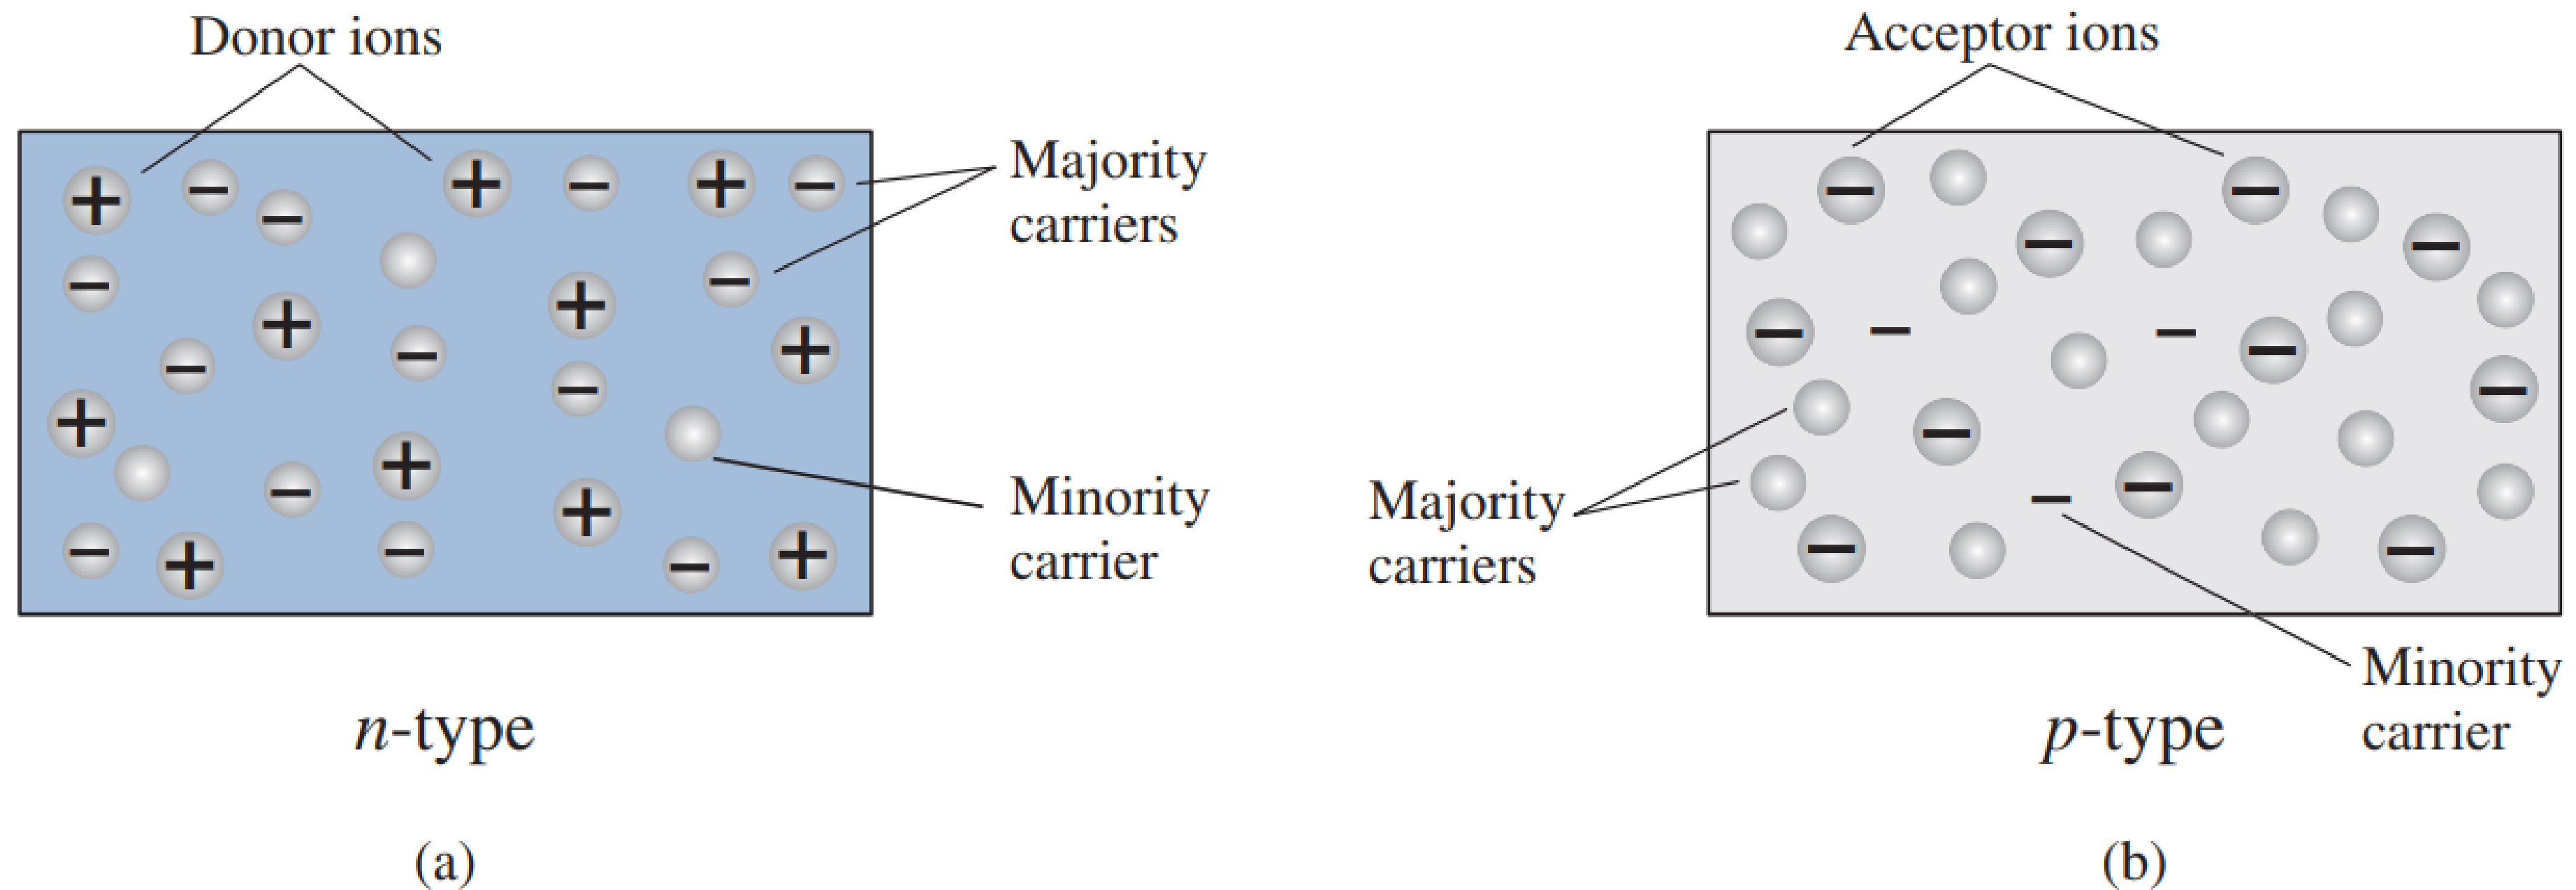 Donor ions
Majority
carriers
Minority
carrier
n-type
(a)
Acceptor ions
Majority
carriers
Minority
carrier
p-type
(b)